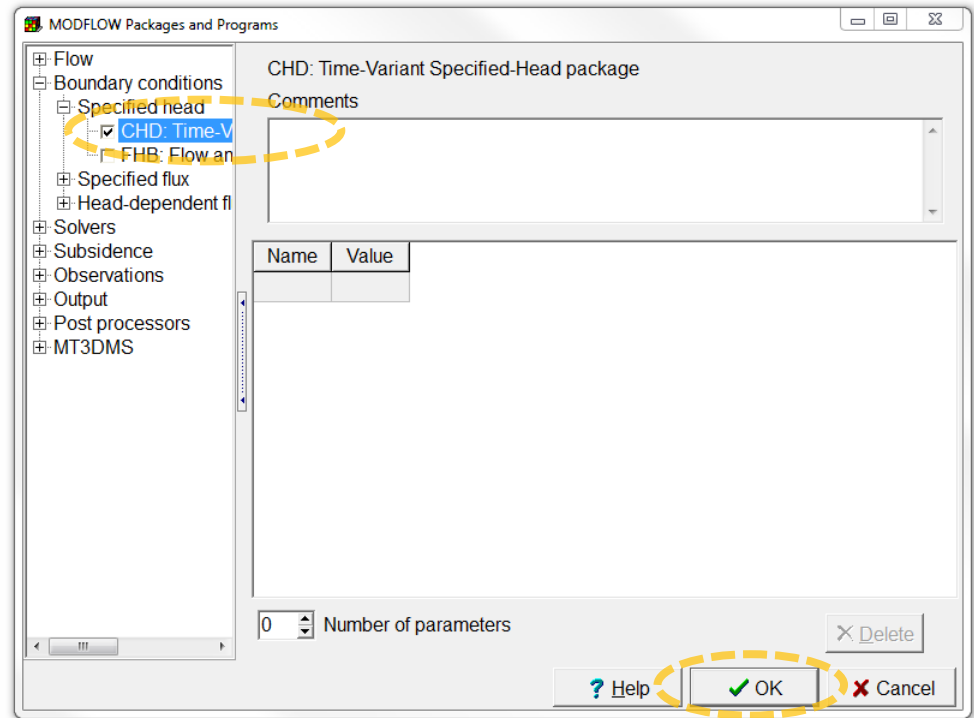 MODFLOW Packages and Programs
Flow
Boundary conditions
Specified head
CHD: Time-V
FHB: Flow an
Specified flux
Head-dependent fl
Solvers
Subsidence
Observations
Output
Post processors
MT3DMS
CHD: Time-Variant Specified-Head package
Comments
Name Value
0 Number of parameters
Delete
Help OK Cancel